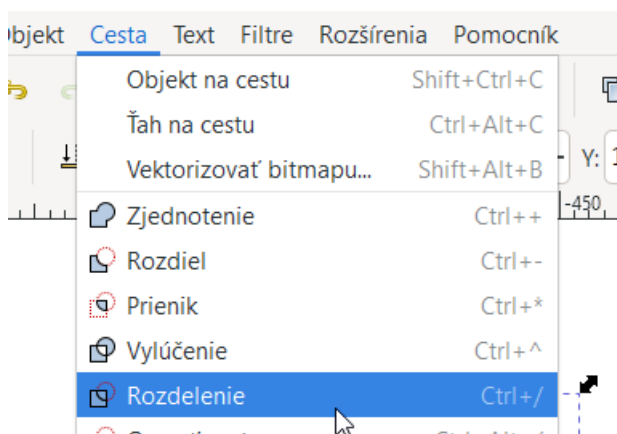 Cesta Text Filtre Rozšírenia Pomocník
Objekt na cestu Shift+Ctrl+C
Ťah na cestu Ctrl+Alt+C
Y: 1
Vektorizovať bitmapu... Shift+Alt+B
-450
Zjednotenie Ctrl++
Rozdiel Ctrl+-
Prienik Ctrl+*
Vylúčenie Ctrl+^
Rozdelenie Ctrl+/